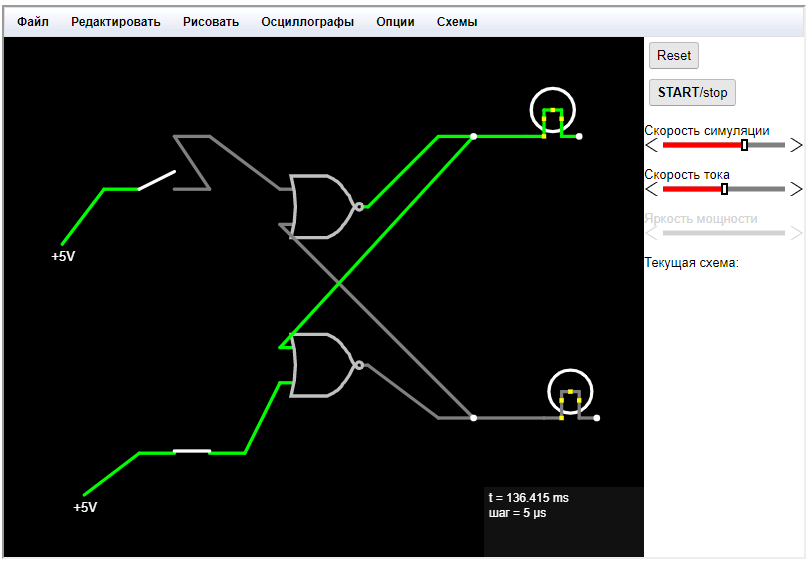 Файл Редактировать Рисовать Осциллографы Опции Схемы
Reset
START/stop
Скорость симуляции
Скорость тока
Яркость мощности
Текущая схема:
+5V
+5V
t = 136.415 ms
шаг = 5 µs